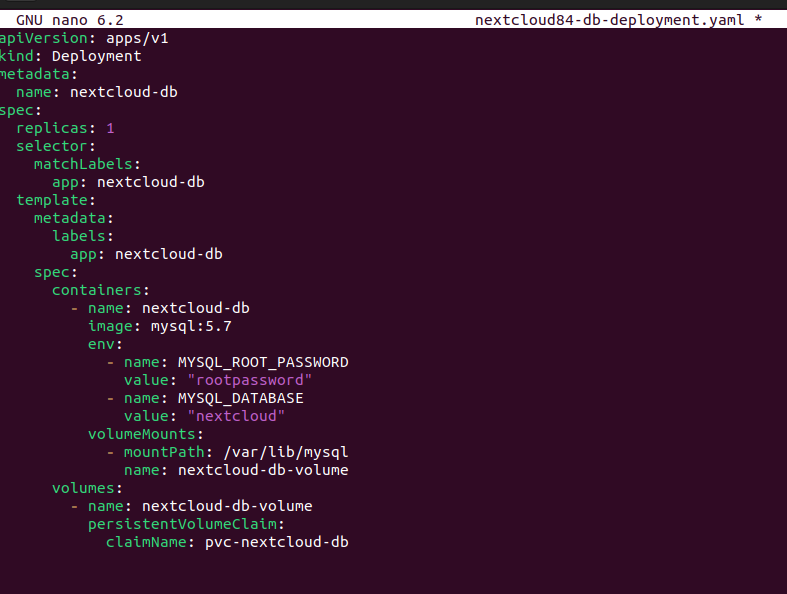 GNU nano 6.2 nextcloud84-db-deployment.yaml *
apiVersion: apps/v1
kind: Deployment
metadata:
  name: nextcloud-db
spec:
  replicas: 1
  selector:
    matchLabels:
      app: nextcloud-db
  template:
    metadata:
      labels:
        app: nextcloud-db
    spec:
      containers:
        - name: nextcloud-db
          image: mysql:5.7
          env:
            - name: MYSQL_ROOT_PASSWORD
              value: "rootpassword"
            - name: MYSQL_DATABASE
              value: "nextcloud"
          volumeMounts:
            - mountPath: /var/lib/mysql
              name: nextcloud-db-volume
      volumes:
        - name: nextcloud-db-volume
          persistentVolumeClaim:
            claimName: pvc-nextcloud-db